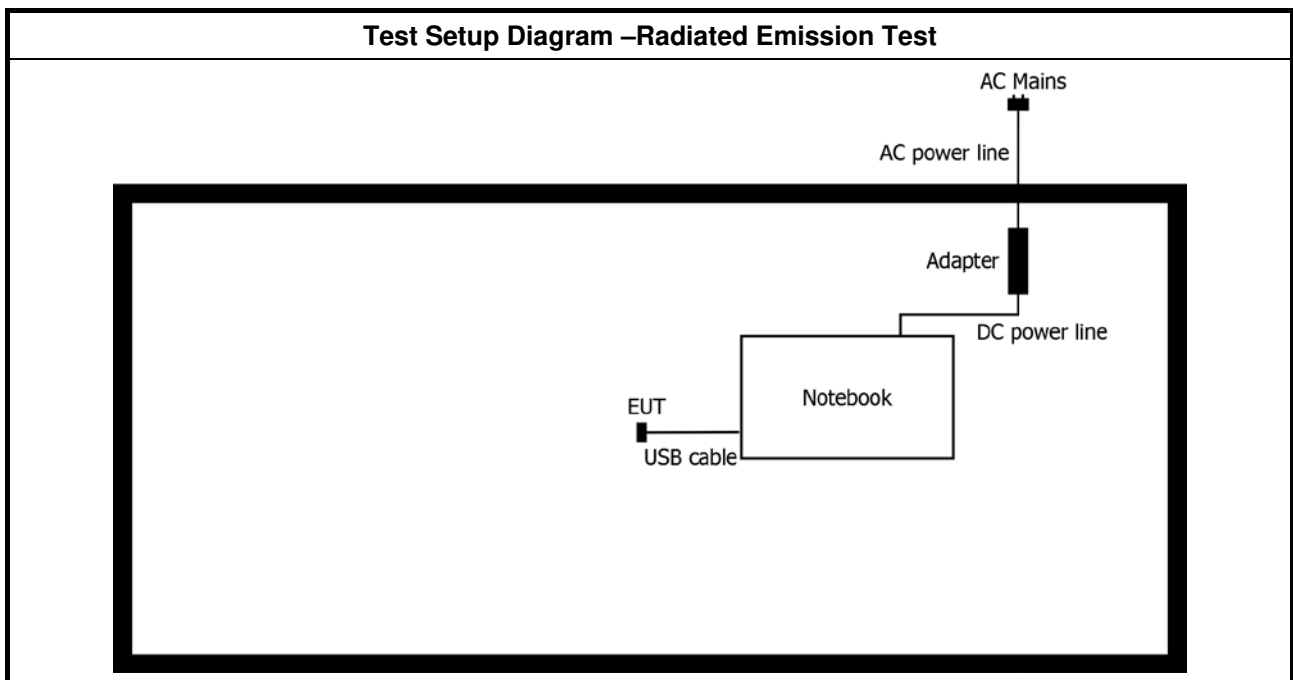 Test Setup Diagram –Radiated Emission Test
AC Mains
AC power line
Adapter
DC power line
Notebook
EUT
USB cable